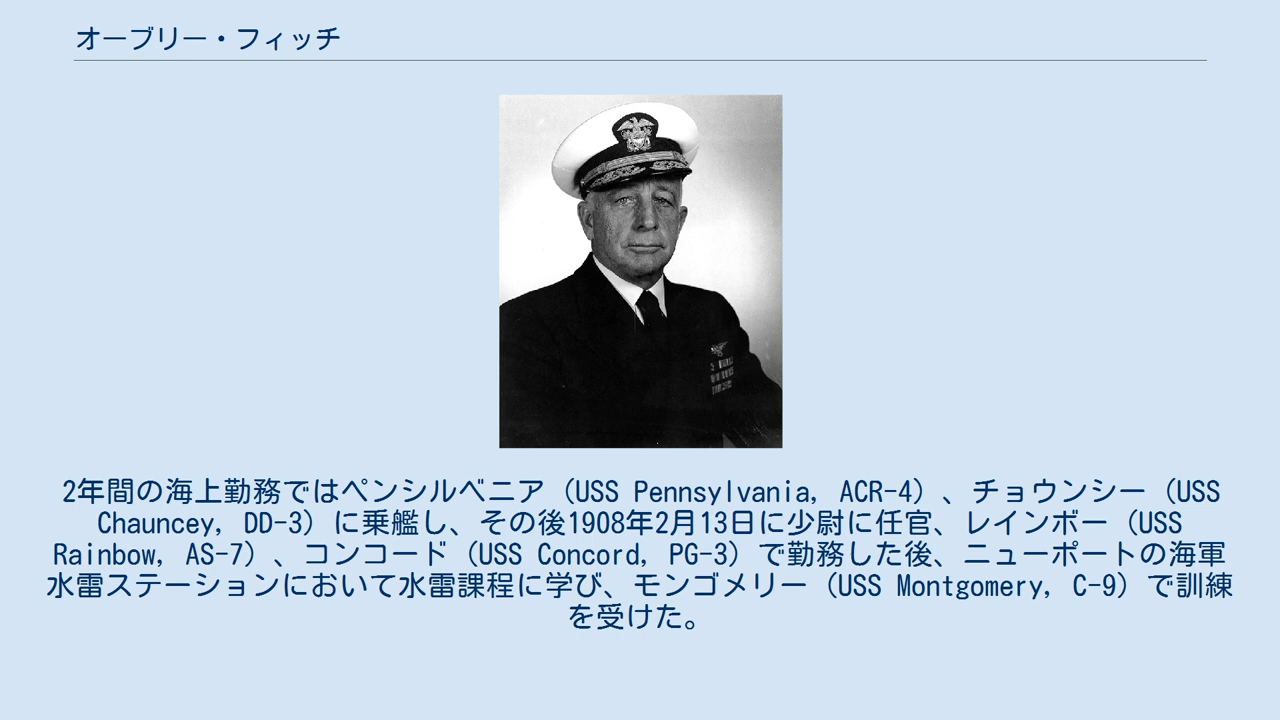 オーブリー・フィッチ
2年間の海上勤務ではペンシルベニア（USS Pennsylvania, ACR-4）、チョウンシー（USS
Chauncey, DD-3）に乗艦し、その後1908年2月13日に少尉に任官、レインボー（USS
Rainbow, AS-7）、コンコード（USS Concord, PG-3）で勤務した後、ニューポートの海軍
水雷ステーションにおいて水雷課程に学び、モンゴメリー（USS Montgomery, C-9）で訓練
を受けた。